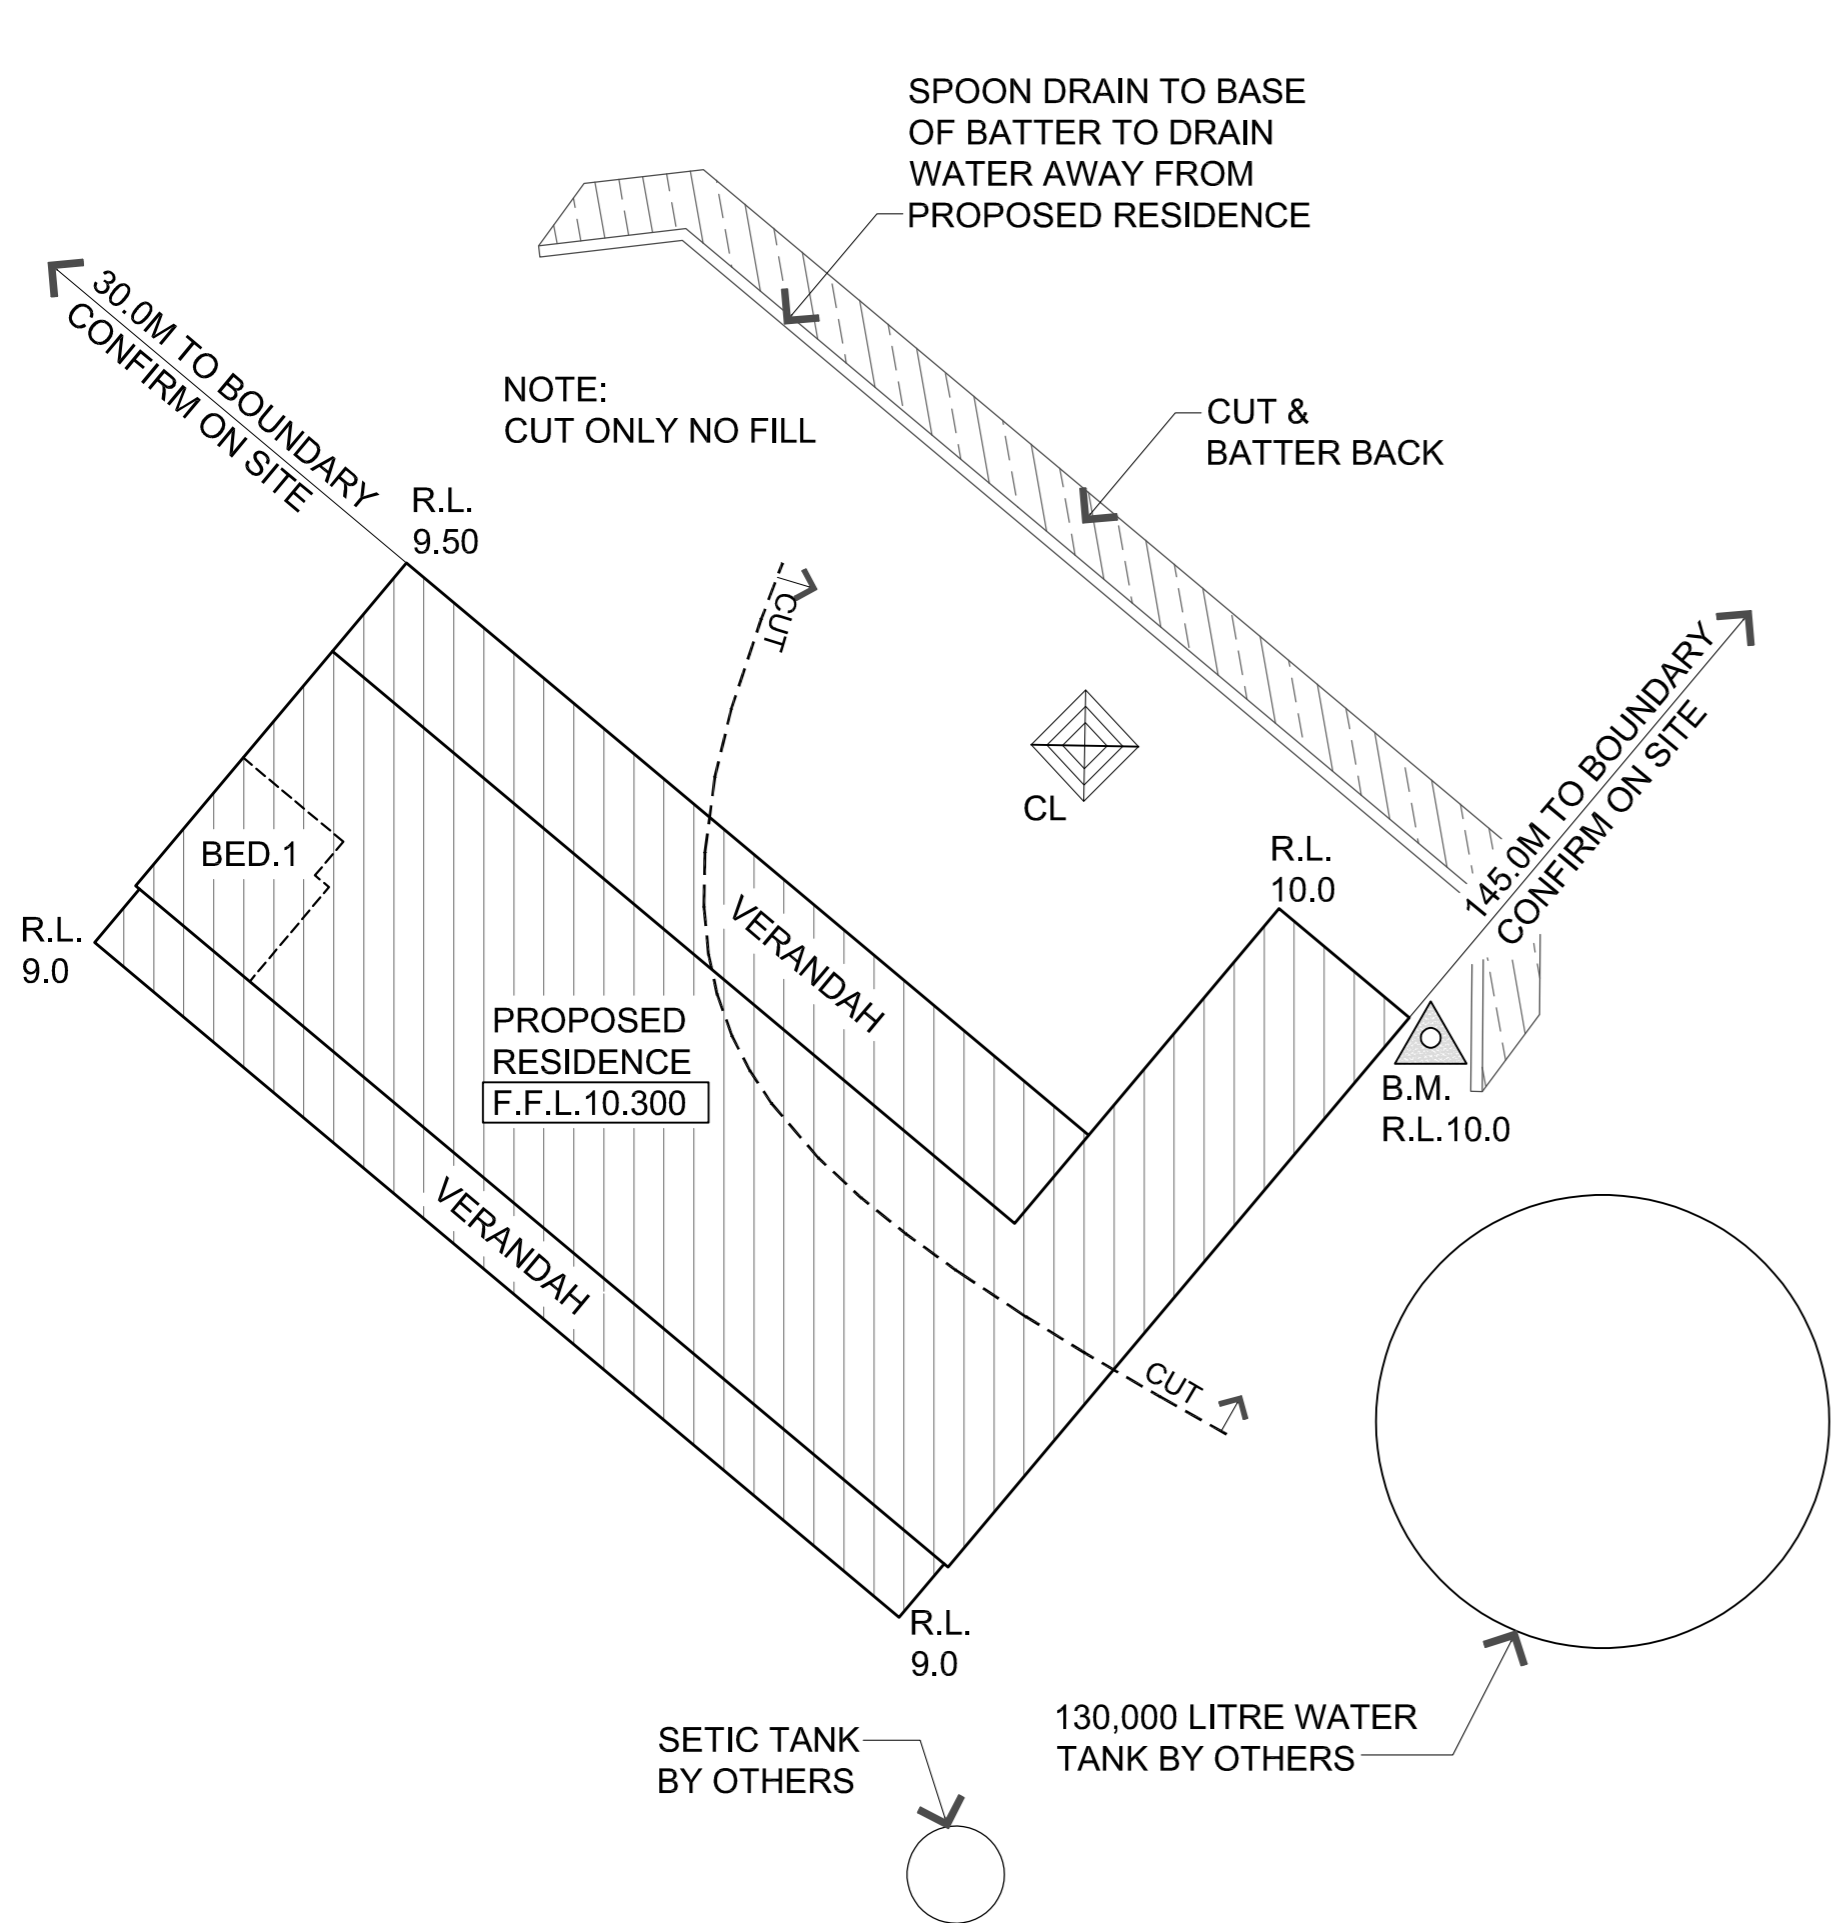 SPOON DRAIN TO BASE
OF BATTER TO DRAIN
WATER AWAY FROM
PROPOSED RESIDENCE
30.0M TO BOUNDARY
CONFIRM ON SITE
NOTE:
CUT ONLY NO FILL
CUT &
BATTER BACK
R.L.
9.50
CUT
145.0M TO BOUNDARY
CONFIRM ON SITE
CL
R.L.
10.0
BED.1
VERANDAH
R.L.
9.0
PROPOSED
RESIDENCE
F.F.L.10.300
B.M.
R.L.10.0
VERANDAH
CUT
R.L.
9.0
130,000 LITRE WATER
TANK BY OTHERS
SETIC TANK
BY OTHERS